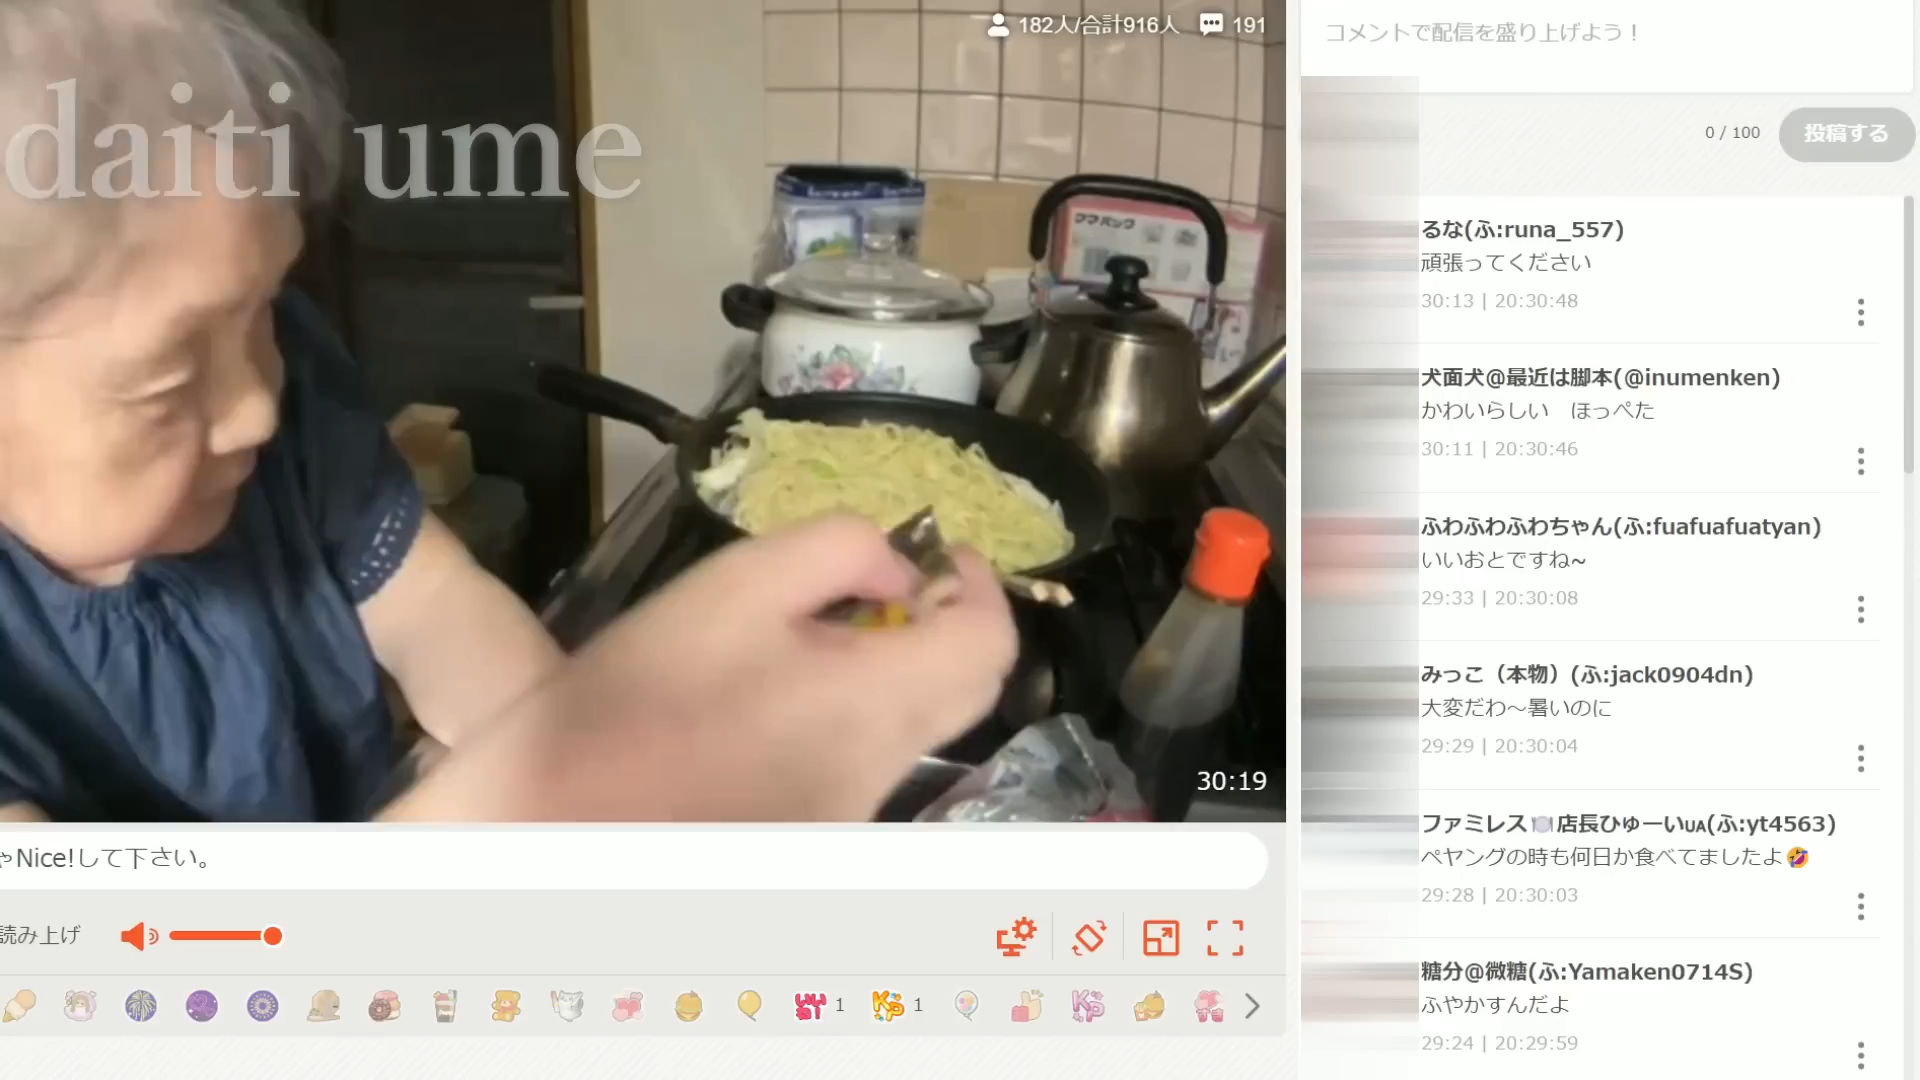 182人/合計916人 191
daiti ume
ママパック
30:19
Nice!して下さい。
読み上げ
1
1
コメントで配信を盛り上げよう！
0 / 100
投稿する
るな(ふ:runa_557)
頑張ってください
30:13 | 20:30:48
犬面犬@最近は脚本(@inumenken)
かわいらしい　ほっぺた
30:11 | 20:30:46
ふわふわふわちゃん(ふ:fuafuafuatyan)
いいおとですね~
29:33 | 20:30:08
みっこ（本物）(ふ:jack0904dn)
大変だわ〜暑いのに
29:29 | 20:30:04
ファミレス🍽店長ひゅーいUA(ふ:yt4563)
ペヤングの時も何日か食べてましたよ🤣
29:28 | 20:30:03
糖分@微糖(ふ:Yamaken0714S)
ふやかすんだよ
29:24 | 20:29:59